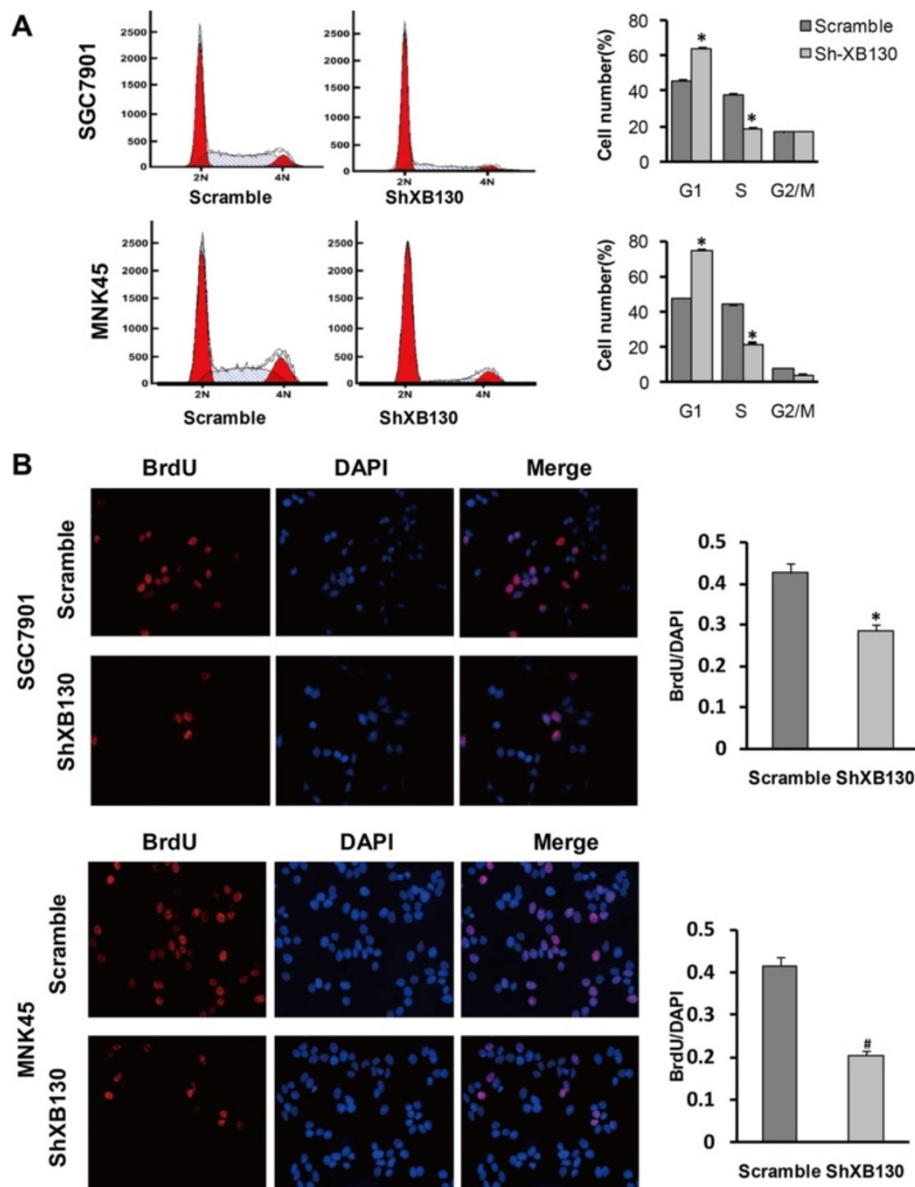 A
SGC7901
2500
2000
1500
1000
500
0
2N
4N
Scramble
2500
2000
1500
1000
500
0
2N
4N
ShXB130
Cell number(%)
80
60
40
20
0
*
*
G1 S G2/M
Scramble
Sh-XB130
MNK45
2500
2000
1500
1000
500
0
2N
4N
Scramble
2500
2000
1500
1000
500
0
2N
4N
ShXB130
Cell number(%)
80
60
40
20
0
*
*
G1 S G2/M
B
BrdU DAPI Merge
SGC7901
Scramble
ShXB130
BrdU/DAPI
0.5
0.4
0.3
0.2
0.1
0
*
Scramble ShXB130
BrdU DAPI Merge
MNK45
Scramble
ShXB130
BrdU/DAPI
0.5
0.4
0.3
0.2
0.1
0
#
Scramble ShXB130